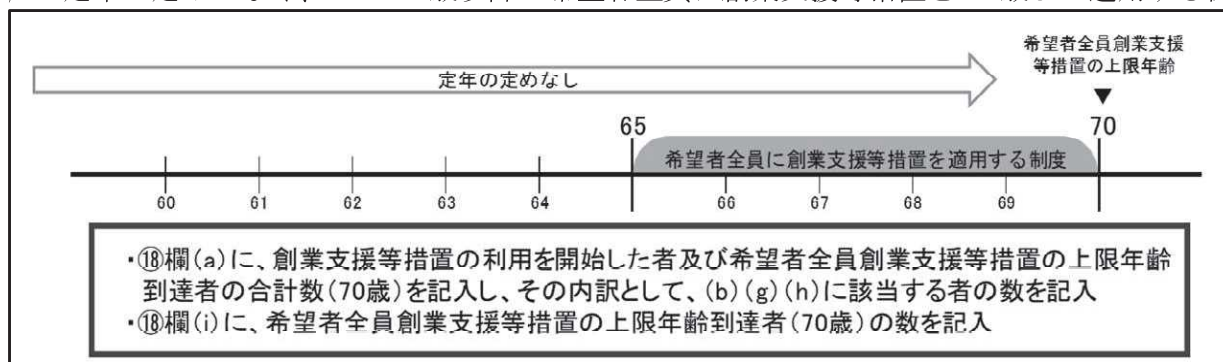 希望者全員創業支援
等措置の上限年齢
定年の定めなし
▼
65
70
希望者全員に創業支援等措置を適用する制度
60 61 62 63 64 66 67 68 69
・⑱欄(a)に、創業支援等措置の利用を開始した者及び希望者全員創業支援等措置の上限年齢
到達者の合計数(70歳)を記入し、その内訳として、(b)(g)(h)に該当する者の数を記入
・⑱欄(i)に、希望者全員創業支援等措置の上限年齢到達者(70歳)の数を記入